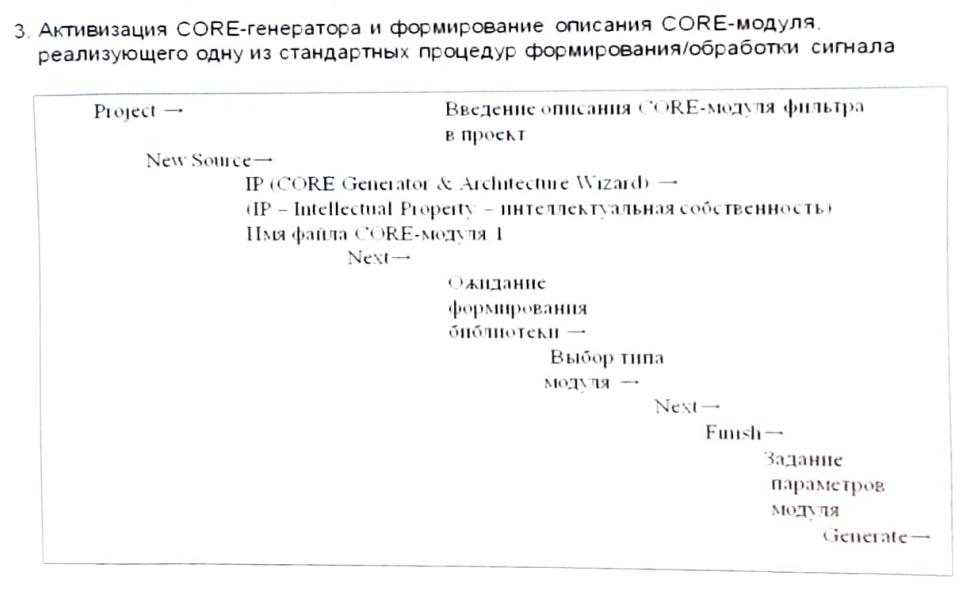 3. Активизация CORE-генератора и формирование описания CORE-модуля,
реализующего одну из стандартных процедур формирования/обработки сигнала
Project → Введение описания CORE-модуля фильтра
в проект
New Source→
IP (CORE Generator & Architecture Wizard) →
(IP – Intellectual Property – интеллектуальная собственность)
Имя файла CORE-модуля 1
Next→
Ожидание
формирования
библиотеки →
Выбор типа
модуля →
Next→
Finish→
Задание
параметров
модуля
Generate→